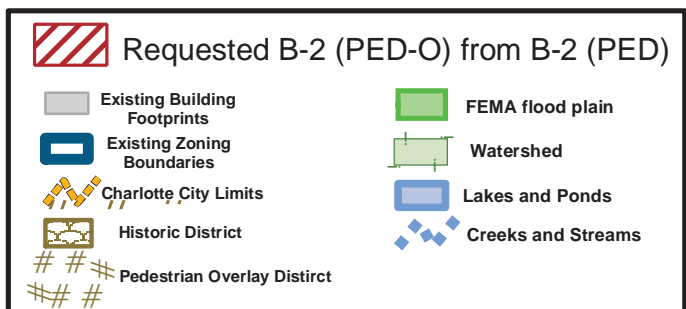 Requested B-2 (PED-O) from B-2 (PED)
Existing Building
Footprints
Existing Zoning
Boundaries
Charlotte City Limits
Historic District
Pedestrian Overlay Distirct
FEMA flood plain
Watershed
Lakes and Ponds
Creeks and Streams